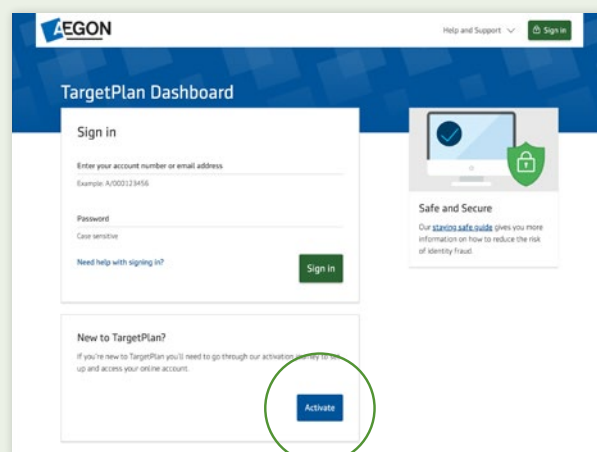 AEGON
Help and Support
Sign in
TargetPlan Dashboard
Sign in
Enter your account number or email address
Example: A/000123456
Password
Case sensitive
Need help with signing in?
Sign in
Safe and Secure
Our staying safe guide gives you more
information on how to reduce the risk
of identity fraud.
New to TargetPlan?
If you're new to TargetPlan you'll need to go through our activation journey to set
up and access your online account.
Activate